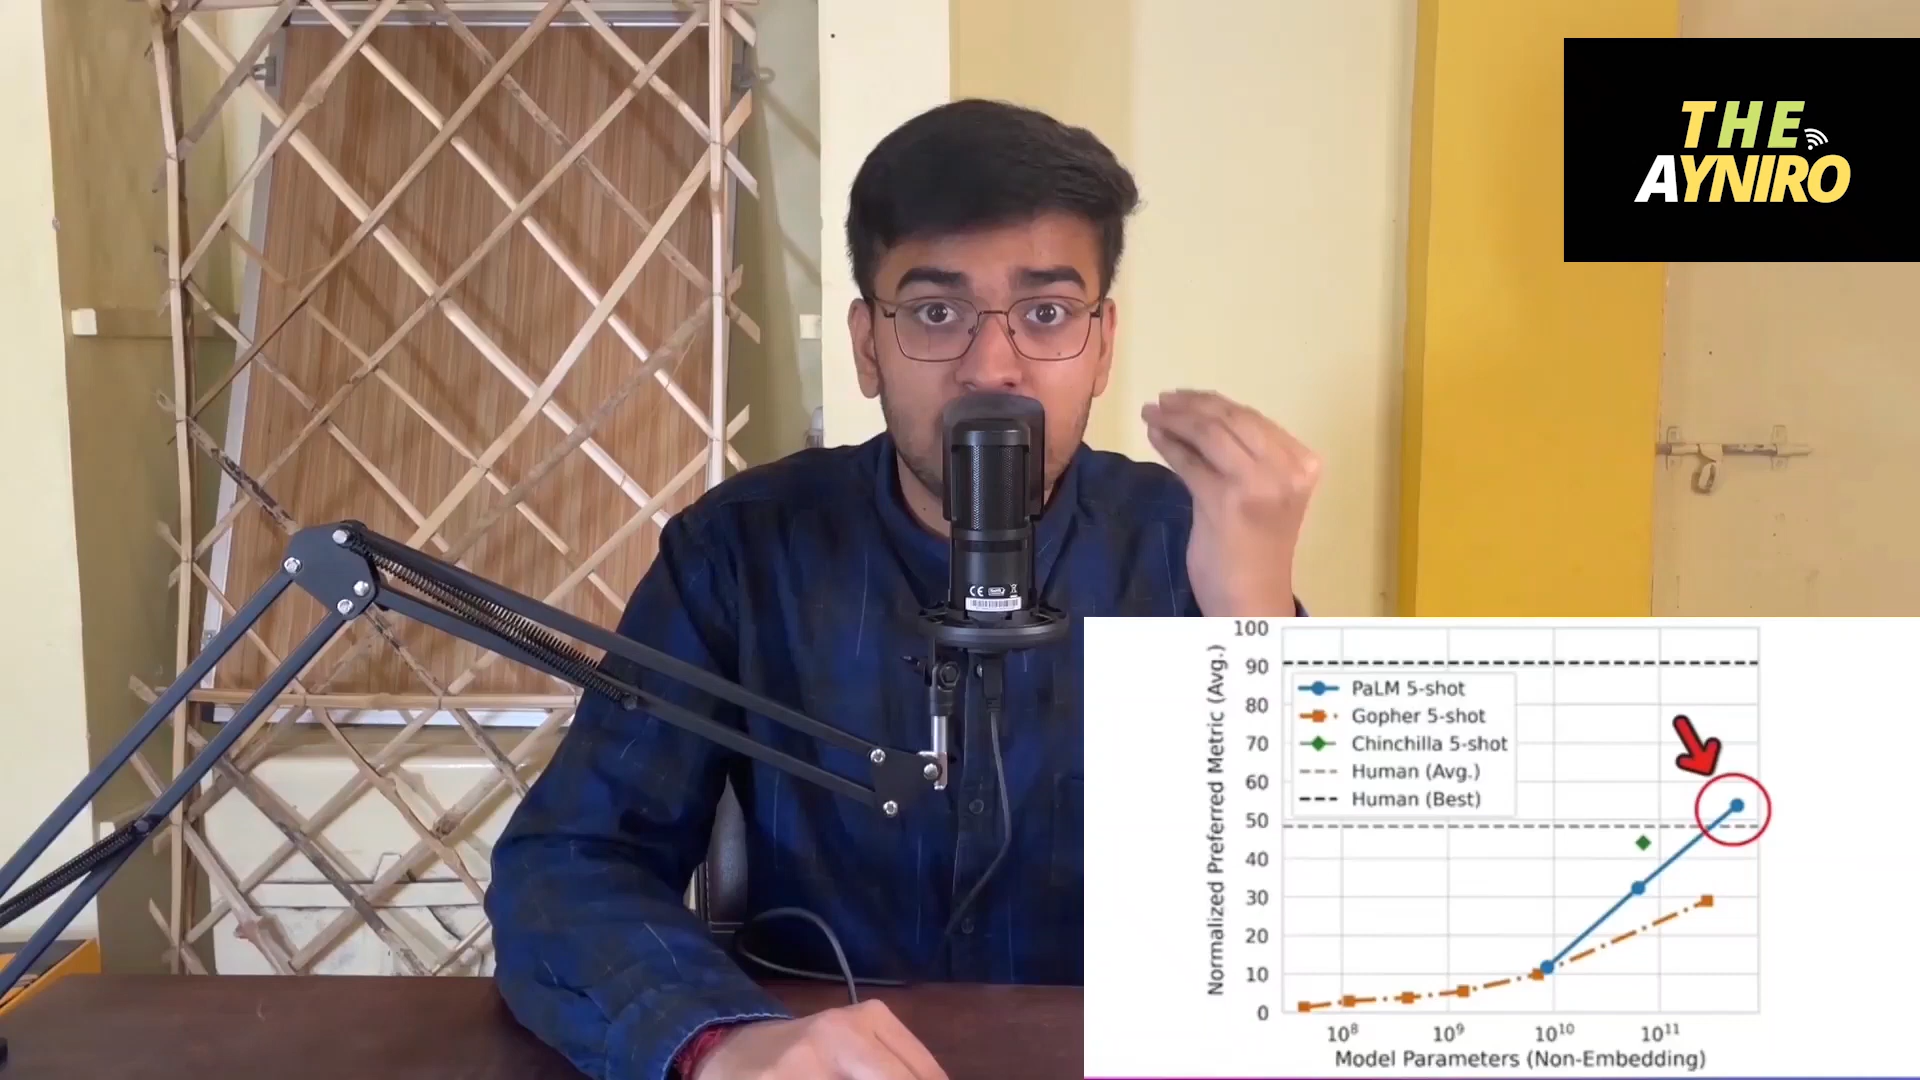 THE
AYNIRO
CE
100
90
80
70
60
50
40
30
20
10
0
Normalized Preferred Metric (Avg.)
PaLM 5-shot
Gopher 5-shot
Chinchilla 5-shot
Human (Avg.)
Human (Best)
10⁸
10⁹
10¹⁰
10¹¹
Model Parameters (Non-Embedding)